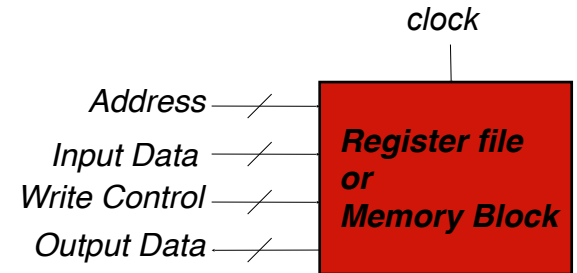 clock
Address
Input Data
Write Control
Output Data
Register file
or
Memory Block